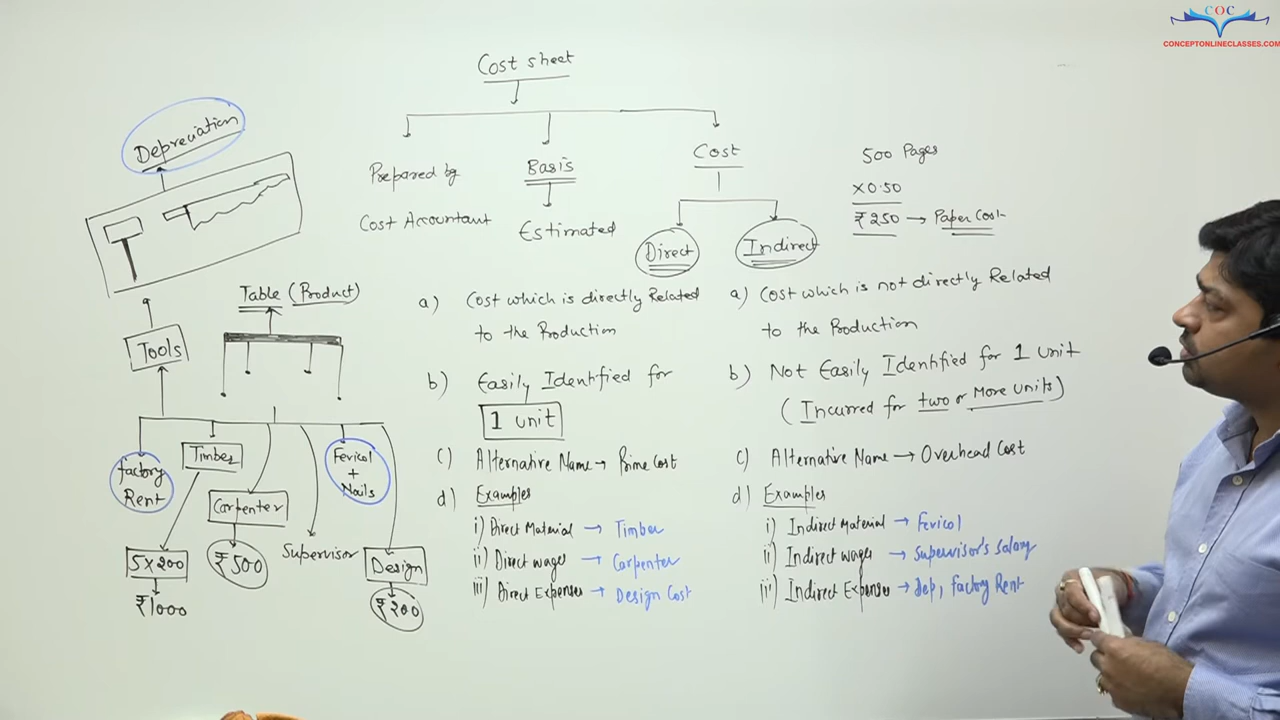 COC
CONCEPTONLINECLASSES.COM
Cost sheet
Prepared by
Cost Accountant
Basis
Estimated
Cost
Direct
Indirect
500 Pages
x0.50
₹250 → Paper Cost
Depreciation
Tools
Table (Product)
factory
Rent
Timber
5x200
₹1000
Carpenter
₹500
Supervisor
Fevicol
+
Nails
Design
₹200
a) Cost which is directly Related
to the Production
b) Easily Identified for
1 unit
c) Alternative Name → Prime Cost
d) Examples
i) Direct Material → Timber
ii) Direct wages → Carpenter
iii) Direct Expenses → Design Cost
a) Cost which is not directly Related
to the Production
b) Not Easily Identified for 1 unit
(Incurred for two or More units)
c) Alternative Name → Overhead Cost
d) Examples
i) Indirect Material → Fevicol
ii) Indirect wages → Supervisor's Salary
iii) Indirect Expenses → Dep, Factory Rent